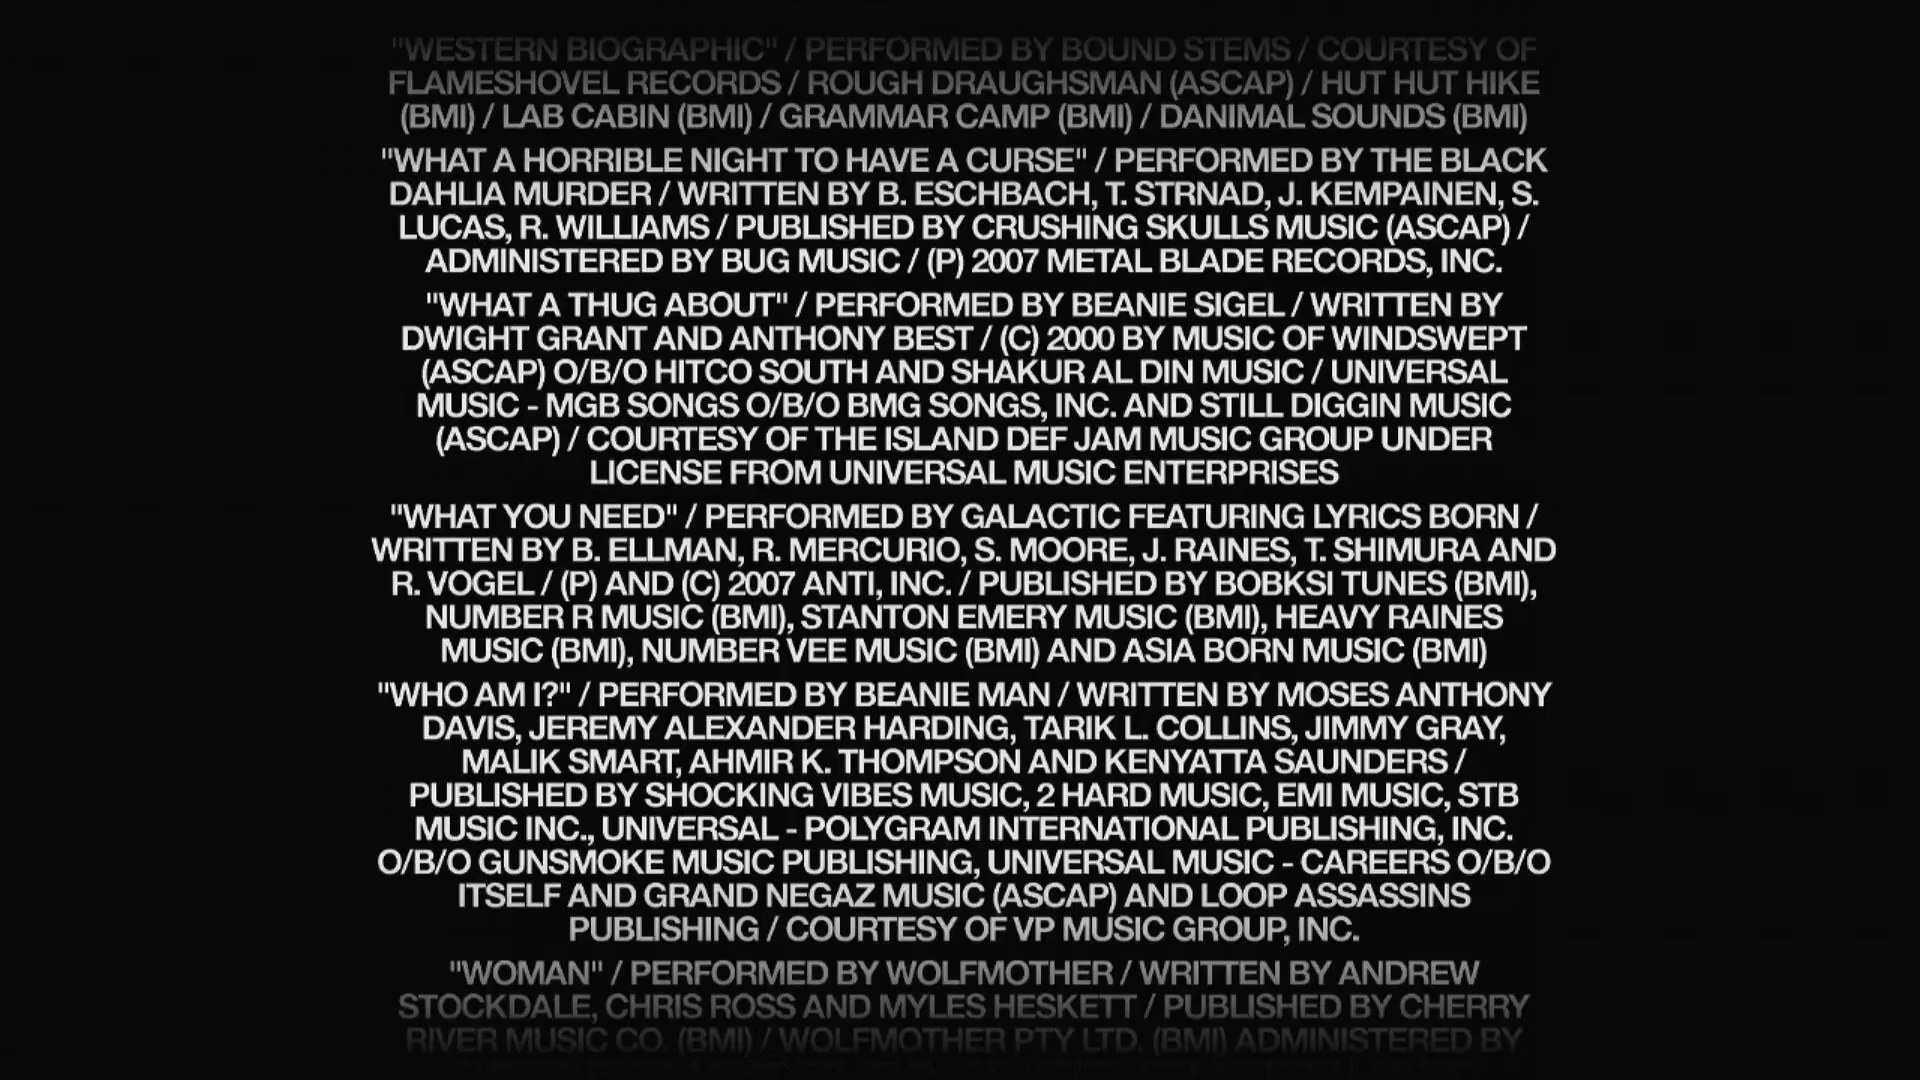 "WESTERN BIOGRAPHIC" / PERFORMED BY BOUND STEMS / COURTESY OF
FLAMESHOVEL RECORDS / ROUGH DRAUGHSMAN (ASCAP) / HUT HUT HIKE
(BMI) / LAB CABIN (BMI) / GRAMMAR CAMP (BMI) / DANIMAL SOUNDS (BMI)
"WHAT A HORRIBLE NIGHT TO HAVE A CURSE" / PERFORMED BY THE BLACK
DAHLIA MURDER / WRITTEN BY B. ESCHBACH, T. STRNAD, J. KEMPAINEN, S.
LUCAS, R. WILLIAMS / PUBLISHED BY CRUSHING SKULLS MUSIC (ASCAP) /
ADMINISTERED BY BUG MUSIC / (P) 2007 METAL BLADE RECORDS, INC.
"WHAT A THUG ABOUT" / PERFORMED BY BEANIE SIGEL / WRITTEN BY
DWIGHT GRANT AND ANTHONY BEST / (C) 2000 BY MUSIC OF WINDSWEPT
(ASCAP) O/B/O HITCO SOUTH AND SHAKUR AL DIN MUSIC / UNIVERSAL
MUSIC - MGB SONGS O/B/O BMG SONGS, INC. AND STILL DIGGIN MUSIC
(ASCAP) / COURTESY OF THE ISLAND DEF JAM MUSIC GROUP UNDER
LICENSE FROM UNIVERSAL MUSIC ENTERPRISES
"WHAT YOU NEED" / PERFORMED BY GALACTIC FEATURING LYRICS BORN /
WRITTEN BY B. ELLMAN, R. MERCURIO, S. MOORE, J. RAINES, T. SHIMURA AND
R. VOGEL / (P) AND (C) 2007 ANTI, INC. / PUBLISHED BY BOBKSI TUNES (BMI),
NUMBER R MUSIC (BMI), STANTON EMERY MUSIC (BMI), HEAVY RAINES
MUSIC (BMI), NUMBER VEE MUSIC (BMI) AND ASIA BORN MUSIC (BMI)
"WHO AM I?" / PERFORMED BY BEANIE MAN / WRITTEN BY MOSES ANTHONY
DAVIS, JEREMY ALEXANDER HARDING, TARIK L. COLLINS, JIMMY GRAY,
MALIK SMART, AHMIR K. THOMPSON AND KENYATTA SAUNDERS /
PUBLISHED BY SHOCKING VIBES MUSIC, 2 HARD MUSIC, EMI MUSIC, STB
MUSIC INC., UNIVERSAL - POLYGRAM INTERNATIONAL PUBLISHING, INC.
O/B/O GUNSMOKE MUSIC PUBLISHING, UNIVERSAL MUSIC - CAREERS O/B/O
ITSELF AND GRAND NEGAZ MUSIC (ASCAP) AND LOOP ASSASSINS
PUBLISHING / COURTESY OF VP MUSIC GROUP, INC.
"WOMAN" / PERFORMED BY WOLFMOTHER / WRITTEN BY ANDREW
STOCKDALE, CHRIS ROSS AND MYLES HESKETT / PUBLISHED BY CHERRY
RIVER MUSIC CO. (BMI) / WOLFMOTHER PTY LTD. (BMI) ADMINISTERED BY